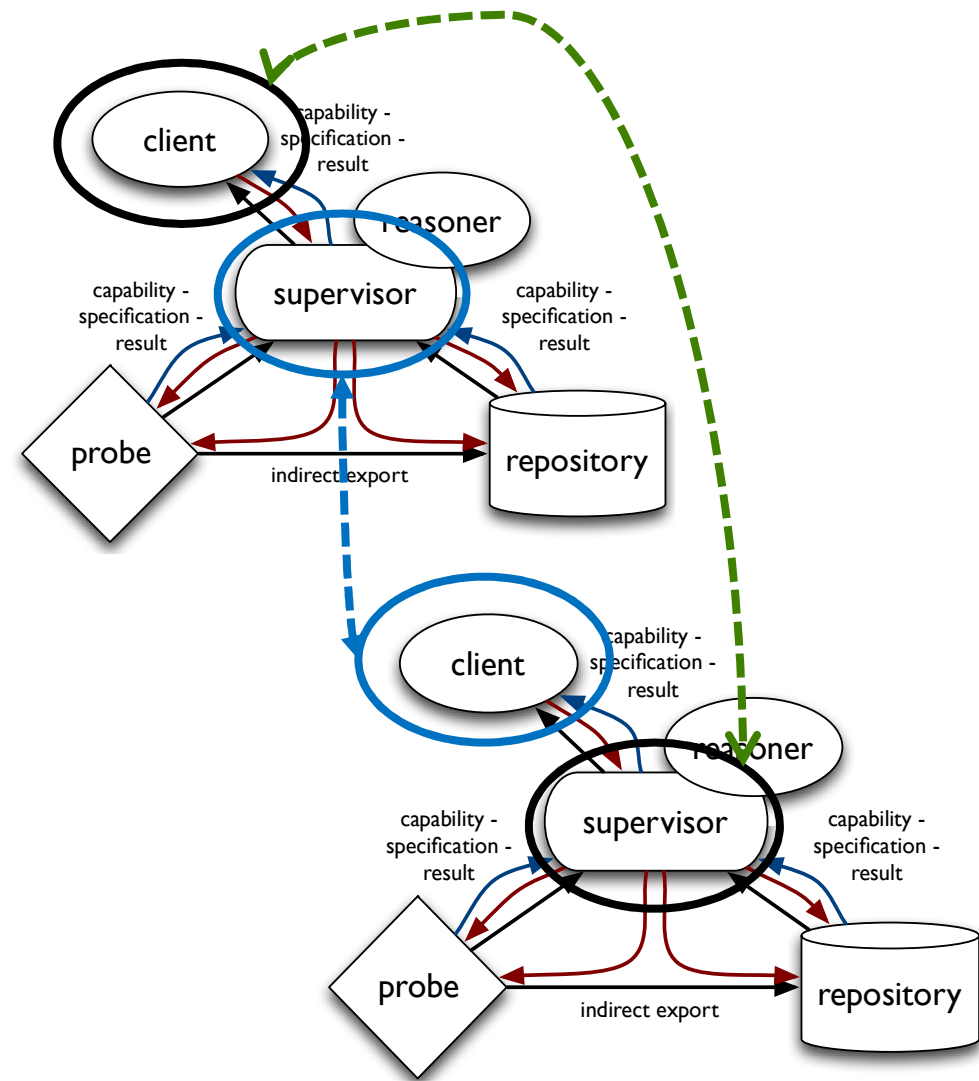 capability -
specification -
result
client
reasoner
supervisor
capability -
specification -
result
capability -
specification -
result
probe
repository
indirect export
capability -
specification -
result
client
reasoner
supervisor
capability -
specification -
result
capability -
specification -
result
probe
repository
indirect export